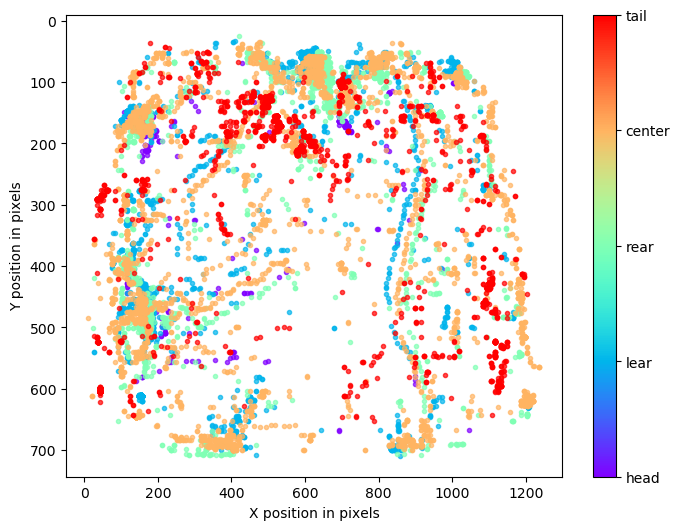 0
100
200
300
400
500
600
700
Y position in pixels
0
200
400
600
800
1000
1200
X position in pixels
tail
center
rear
lear
head